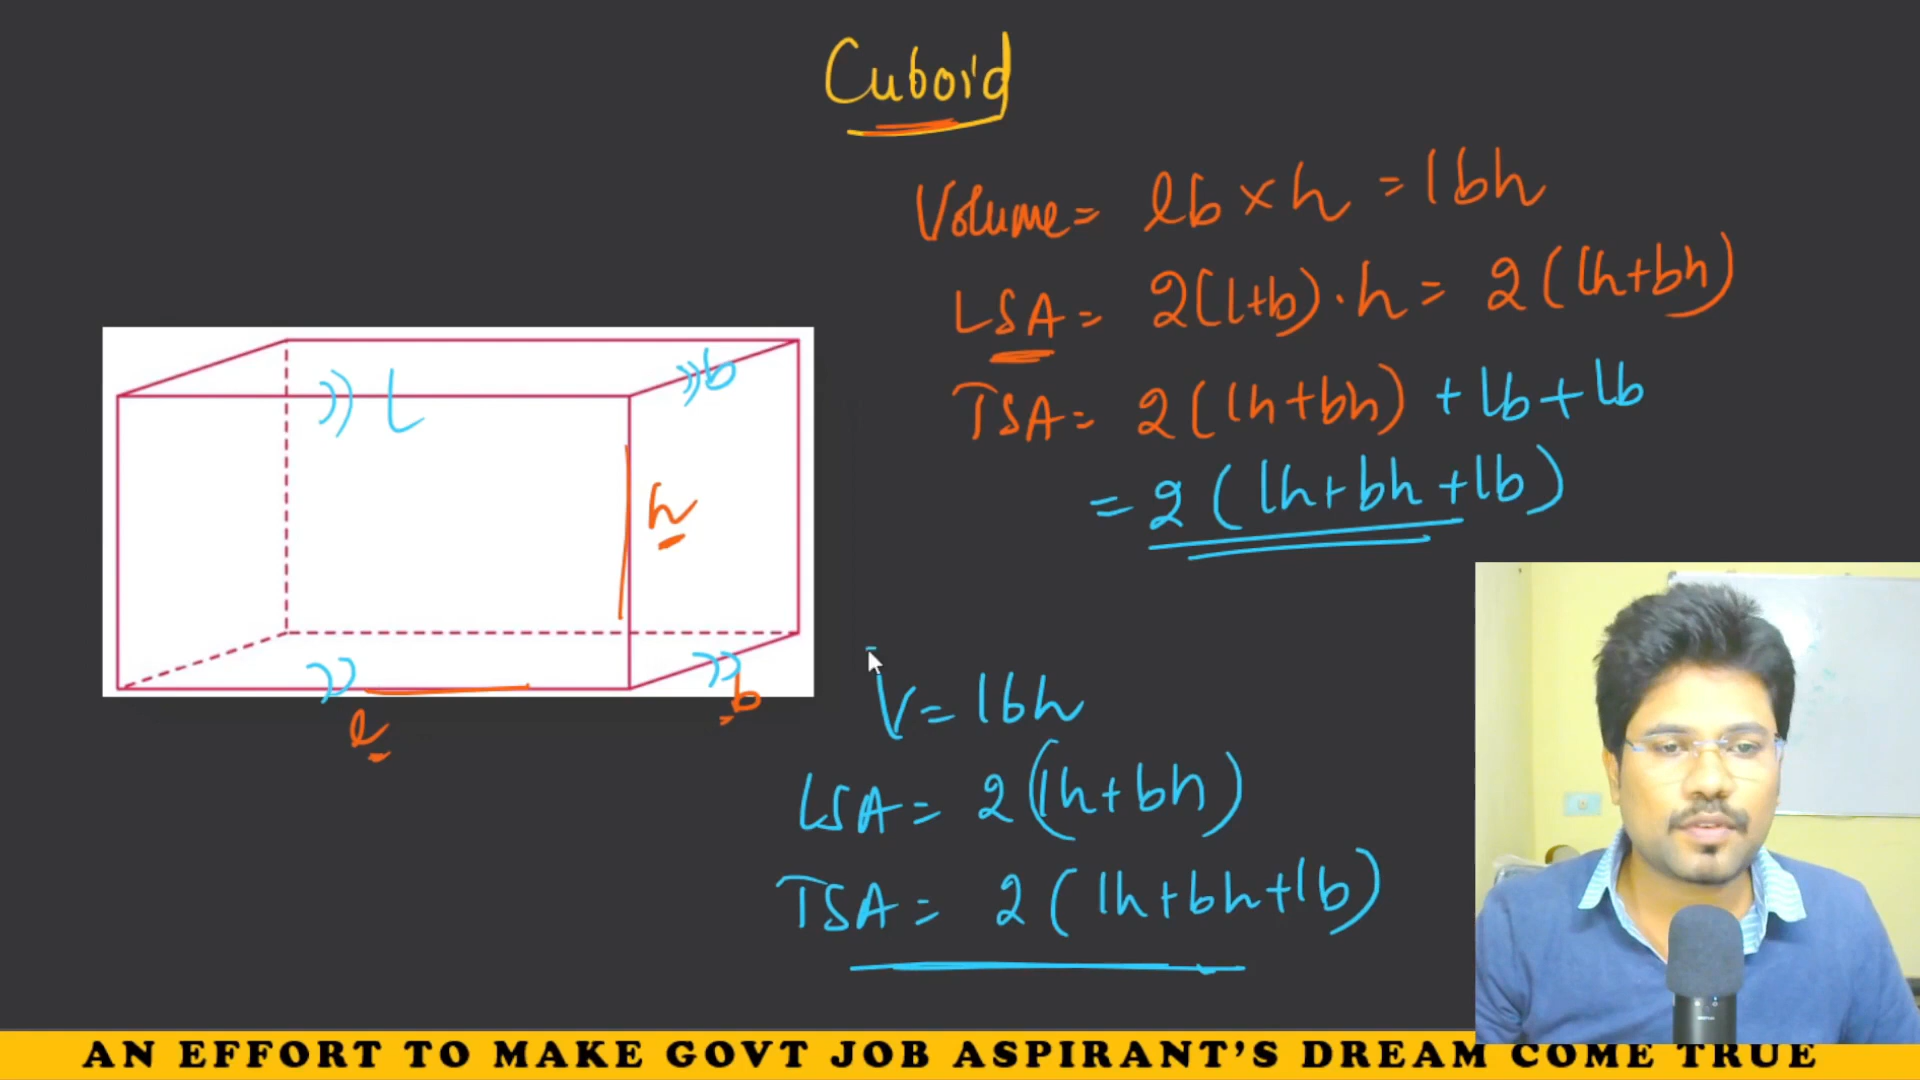 Cuboid
Volume = lb × h = lbh
LSA = 2(l+b)·h = 2(lh+bh)
TSA = 2(lh+bh) + lb + lb
= 2(lh+bh+lb)
l
b
h
l
b
V = lbh
LSA = 2(lh+bh)
TSA = 2(lh+bh+lb)
AN EFFORT TO MAKE GOVT JOB ASPIRANT'S DREAM COME TRUE